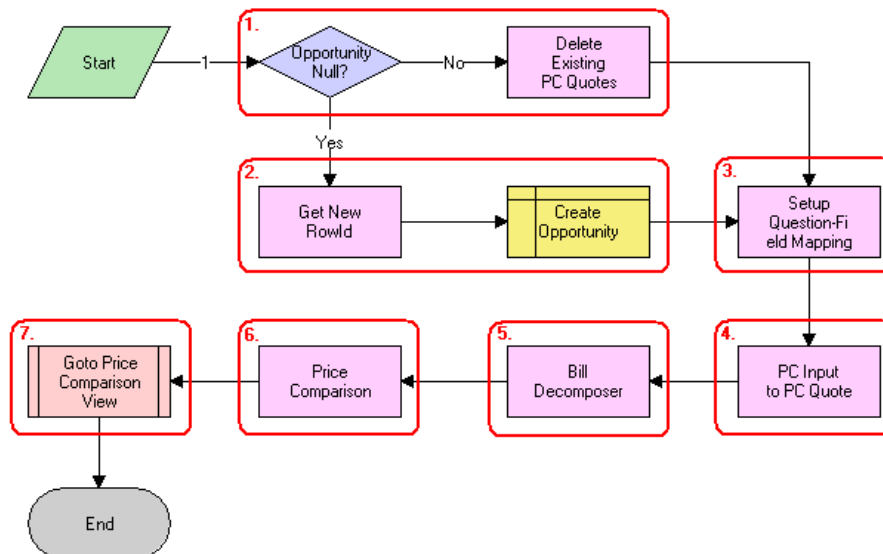 1.
Start
1
Opportunity
Null?
No
Delete
Existing
PC Quotes
Yes
2.
Get New
RowId
Create
Opportunity
3.
Setup
Question-Fi
eld Mapping
7.
Goto Price
Comparison
View
6.
Price
Comparison
5.
Bill
Decomposer
4.
PC Input
to PC Quote
End